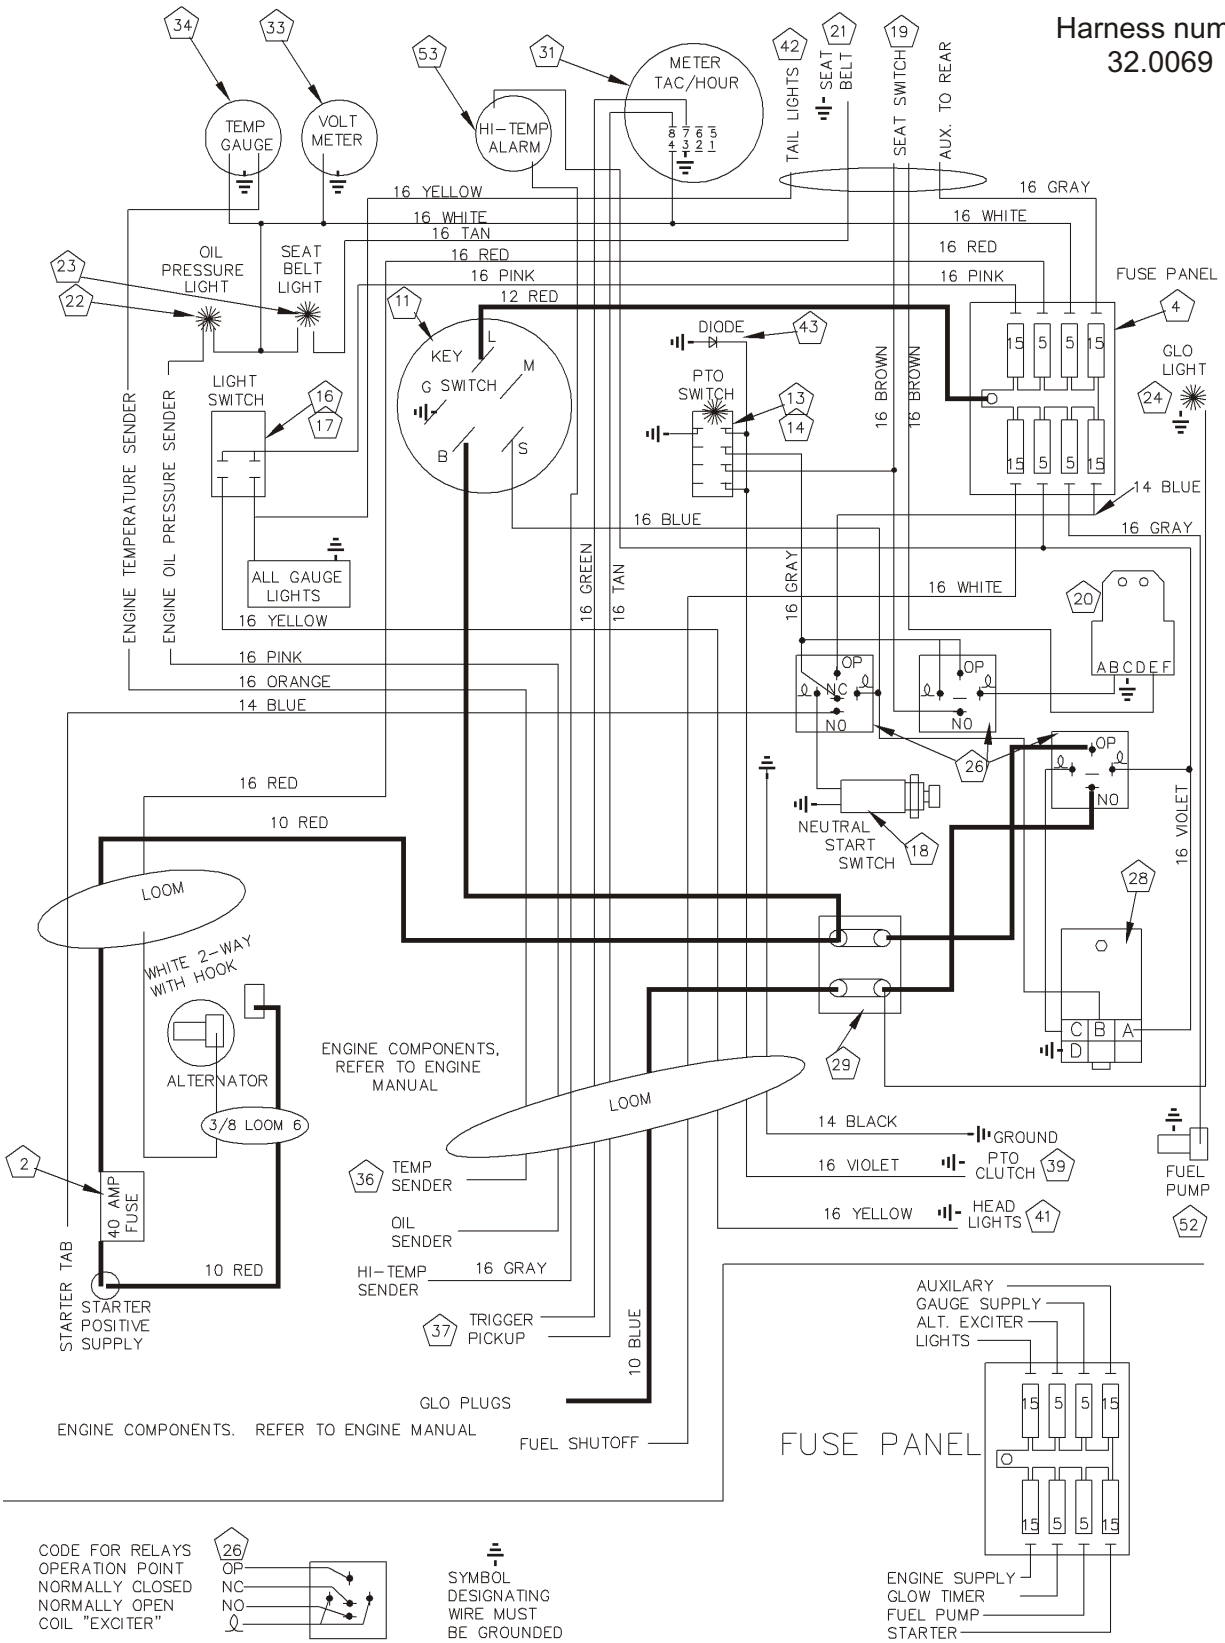 Harness num
32.0069
34
33
53
31
42
21
19
METER
TAC/HOUR
8 7 6 5
4 3 2 1
TAIL LIGHTS
SEAT
BELT
SEAT SWITCH
AUX. TO REAR
TEMP
GAUGE
VOLT
METER
HI-TEMP
ALARM
16 YELLOW
16 GRAY
16 WHITE
16 WHITE
16 TAN
16 RED
16 RED
16 PINK
16 PINK
12 RED
OIL
PRESSURE
LIGHT
SEAT
BELT
LIGHT
23
22
11
KEY
SWITCH
L
M
G
B
S
DIODE
43
FUSE PANEL
4
15 5 5 15
15 5 5 15
GLO
LIGHT
24
PTO
SWITCH
13
14
16 BROWN
16 BROWN
LIGHT
SWITCH
16
17
ENGINE TEMPERATURE SENDER
ENGINE OIL PRESSURE SENDER
14 BLUE
16 BLUE
16 GRAY
16 GREEN
16 TAN
16 GRAY
16 WHITE
20
A B C D E F
ALL GAUGE
LIGHTS
16 YELLOW
16 PINK
16 ORANGE
14 BLUE
OP
NC
NO
OP
NO
26
OP
NO
16 VIOLET
16 RED
10 RED
NEUTRAL
START
SWITCH
18
28
LOOM
WHITE 2-WAY
WITH HOOK
C B A
D
29
ALTERNATOR
ENGINE COMPONENTS,
REFER TO ENGINE
MANUAL
LOOM
3/8 LOOM 6
14 BLACK
GROUND
2
40 AMP
FUSE
36
TEMP
SENDER
16 VIOLET
PTO
CLUTCH
39
FUEL
PUMP
52
OIL
SENDER
16 YELLOW
HEAD
LIGHTS
41
STARTER TAB
10 RED
HI-TEMP
SENDER
16 GRAY
STARTER
POSITIVE
SUPPLY
37
TRIGGER
PICKUP
10 BLUE
GLO PLUGS
ENGINE COMPONENTS. REFER TO ENGINE MANUAL
FUEL SHUTOFF
AUXILARY
GAUGE SUPPLY
ALT. EXCITER
LIGHTS
15 5 5 15
FUSE PANEL
15 5 5 15
ENGINE SUPPLY
GLOW TIMER
FUEL PUMP
STARTER
CODE FOR RELAYS
26
OPERATION POINT OP
NORMALLY CLOSED NC
NORMALLY OPEN NO
COIL "EXCITER"
SYMBOL
DESIGNATING
WIRE MUST
BE GROUNDED